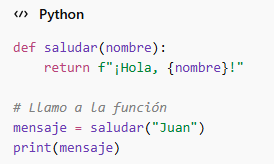 </> Python
def saludar(nombre):
    return f"¡Hola, {nombre}!"
# Llamo a la función
mensaje = saludar("Juan")
print(mensaje)